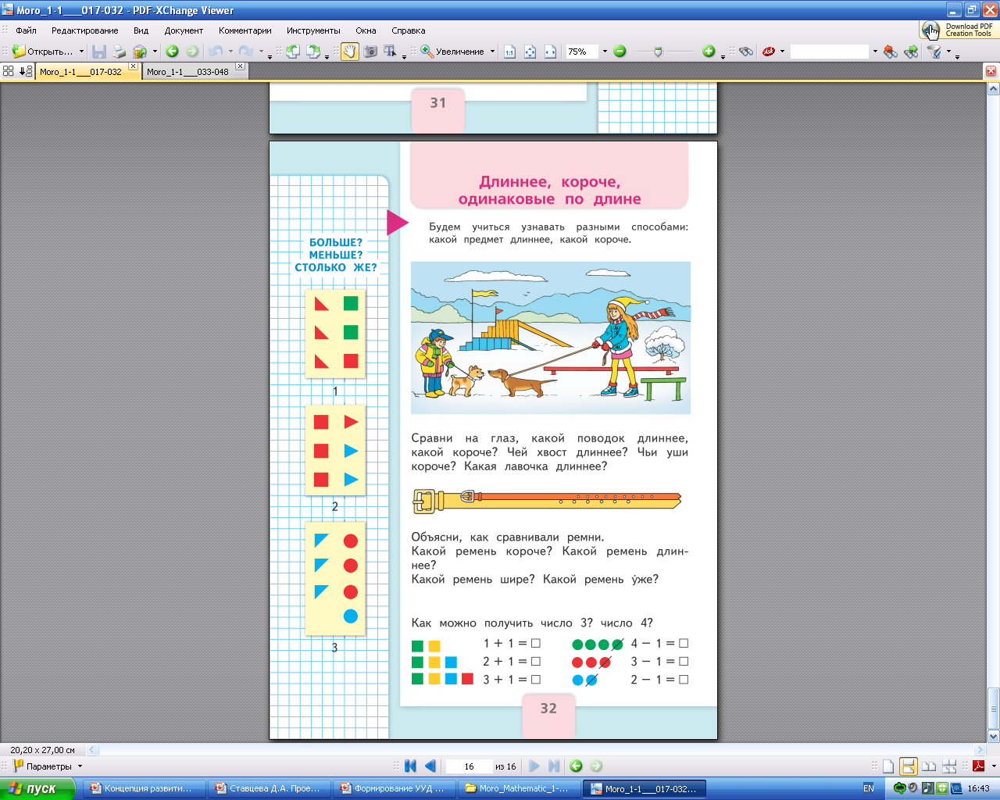 Moro_1-1___017-032 - PDF-XChange Viewer
Файл Редактирование Вид Документ Комментарии Инструменты Окна Справка
Download PDF
Creation Tools
Открыть... Увеличение 1:1 75%
Moro_1-1___017-032 Moro_1-1___033-048
31
Длиннее, короче,
одинаковые по длине
Будем учиться узнавать разными способами:
какой предмет длиннее, какой короче.
БОЛЬШЕ?
МЕНЬШЕ?
СТОЛЬКО ЖЕ?
1
2
3
Сравни на глаз, какой поводок длиннее,
какой короче? Чей хвост длиннее? Чьи уши
короче? Какая лавочка длиннее?
Объясни, как сравнивали ремни.
Какой ремень короче? Какой ремень длин-
нее?
Какой ремень шире? Какой ремень у́же?
Как можно получить число 3? число 4?
1 + 1 = □ 4 − 1 = □
2 + 1 = □ 3 − 1 = □
3 + 1 = □ 2 − 1 = □
32
20,20 x 27,00 см
Параметры 16 из 16
пуск Концепция развити... Ставцева Д.А. Прое... Формирование УУД ... Moro_Mathematic_1-... Moro_1-1___017-032... EN 16:43